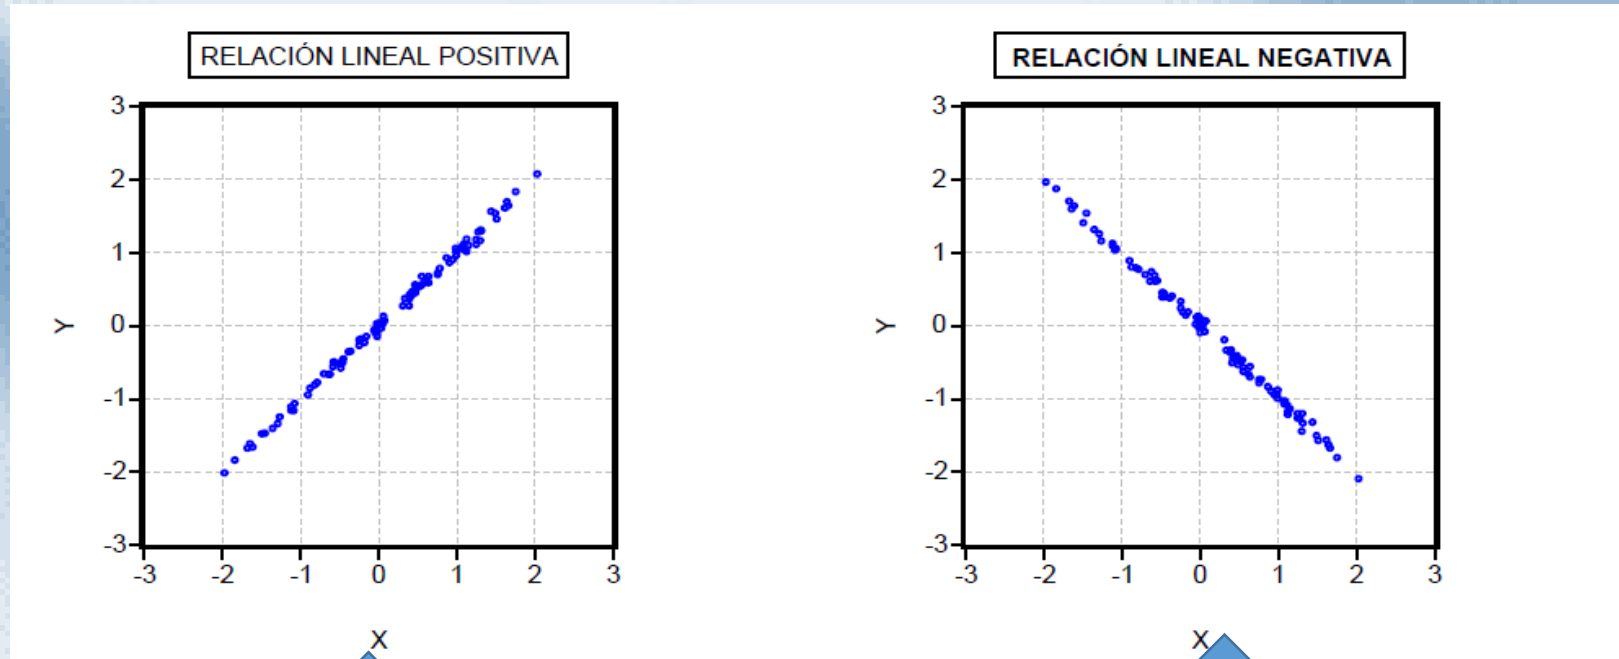 RELACIÓN LINEAL POSITIVA
3
2
1
0
-1
-2
-3
Y
-3 -2 -1 0 1 2 3
X
RELACIÓN LINEAL NEGATIVA
3
2
1
0
-1
-2
-3
Y
-3 -2 -1 0 1 2 3
X